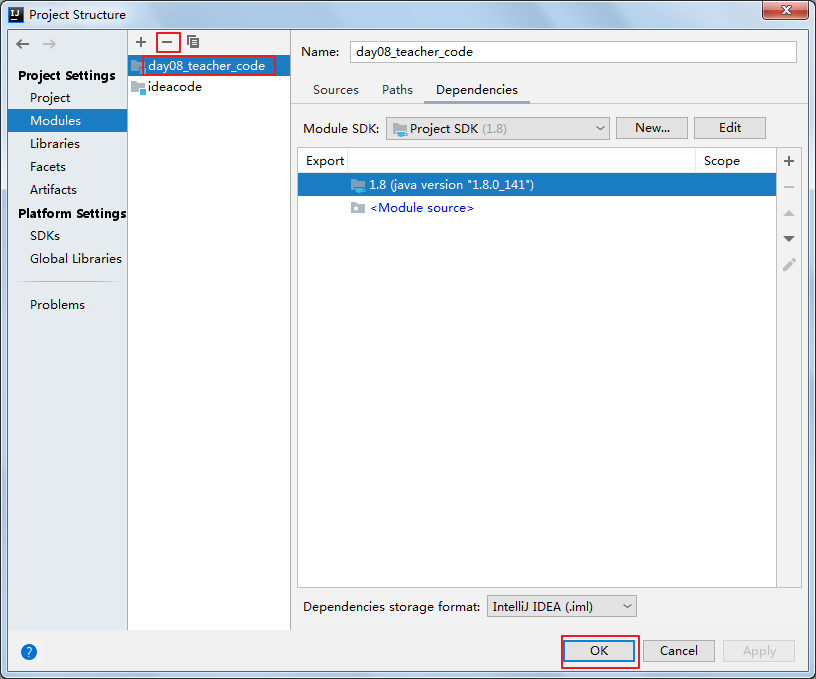 Project Structure
Project Settings
Project
Modules
Libraries
Facets
Artifacts
Platform Settings
SDKs
Global Libraries
Problems
day08_teacher_code
ideacode
Name: day08_teacher_code
Sources Paths Dependencies
Module SDK: Project SDK (1.8) New... Edit
Export Scope
1.8 (java version "1.8.0_141")
<Module source>
Dependencies storage format: IntelliJ IDEA (.iml)
? OK Cancel Apply